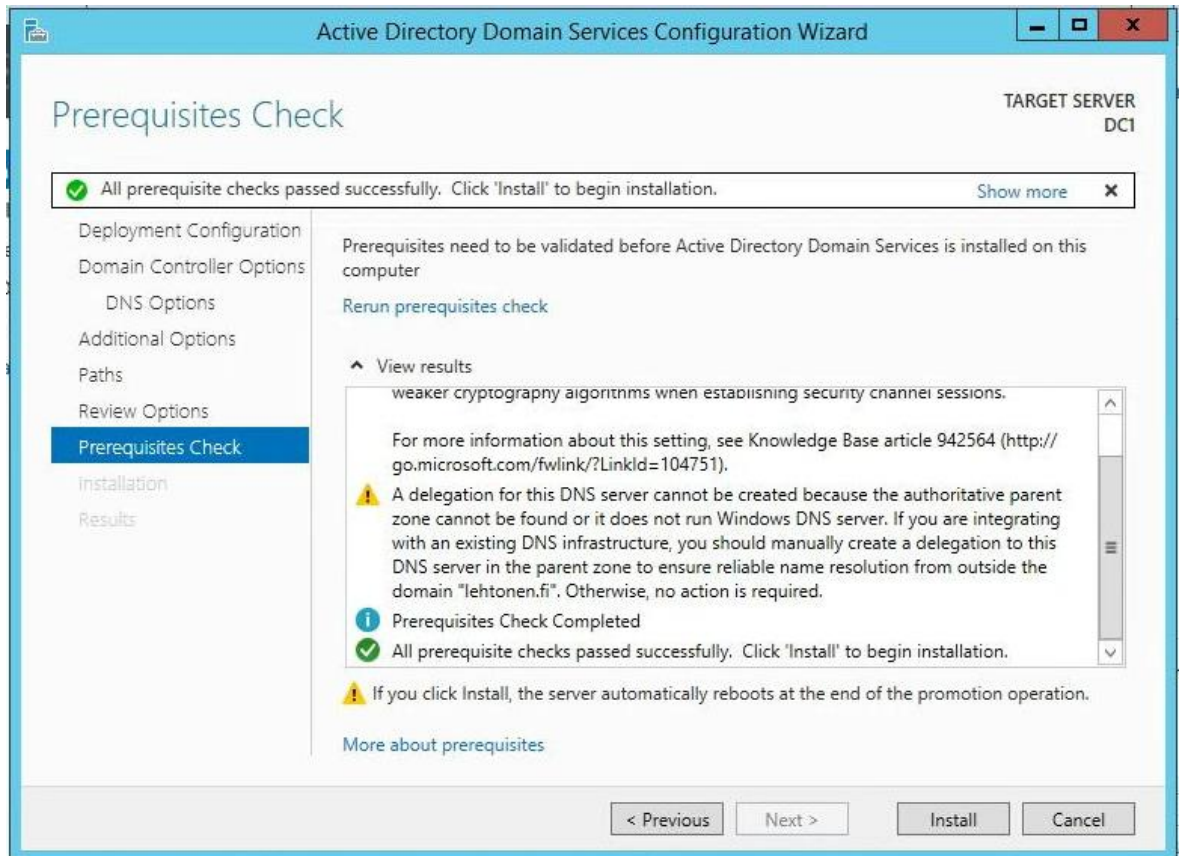 Active Directory Domain Services Configuration Wizard
Prerequisites Check
TARGET SERVER
DC1
All prerequisite checks passed successfully. Click 'Install' to begin installation.
Show more
Deployment Configuration
Domain Controller Options
DNS Options
Additional Options
Paths
Review Options
Prerequisites Check
Installation
Results
Prerequisites need to be validated before Active Directory Domain Services is installed on this
computer
Rerun prerequisites check
View results
weaker cryptography algorithms when establishing security channel sessions.
For more information about this setting, see Knowledge Base article 942564 (http://
go.microsoft.com/fwlink/?LinkId=104751).
A delegation for this DNS server cannot be created because the authoritative parent
zone cannot be found or it does not run Windows DNS server. If you are integrating
with an existing DNS infrastructure, you should manually create a delegation to this
DNS server in the parent zone to ensure reliable name resolution from outside the
domain "lehtonen.fi". Otherwise, no action is required.
Prerequisites Check Completed
All prerequisite checks passed successfully. Click 'Install' to begin installation.
If you click Install, the server automatically reboots at the end of the promotion operation.
More about prerequisites
< Previous
Next >
Install
Cancel